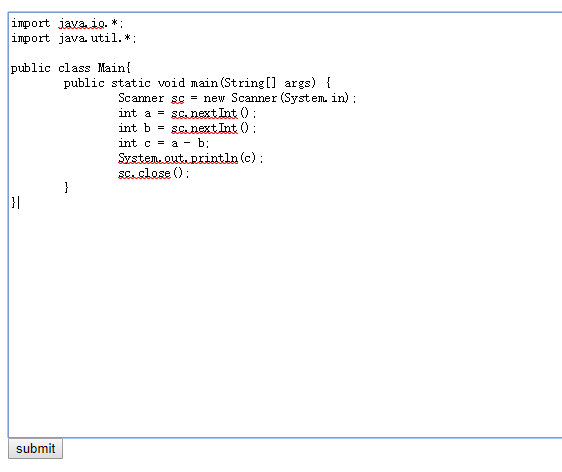 import java.io.*;
import java.util.*;
public class Main{
public static void main(String[] args) {
Scanner sc = new Scanner(System.in);
int a = sc.nextInt();
int b = sc.nextInt();
int c = a - b;
System.out.println(c);
sc.close();
}
}
submit